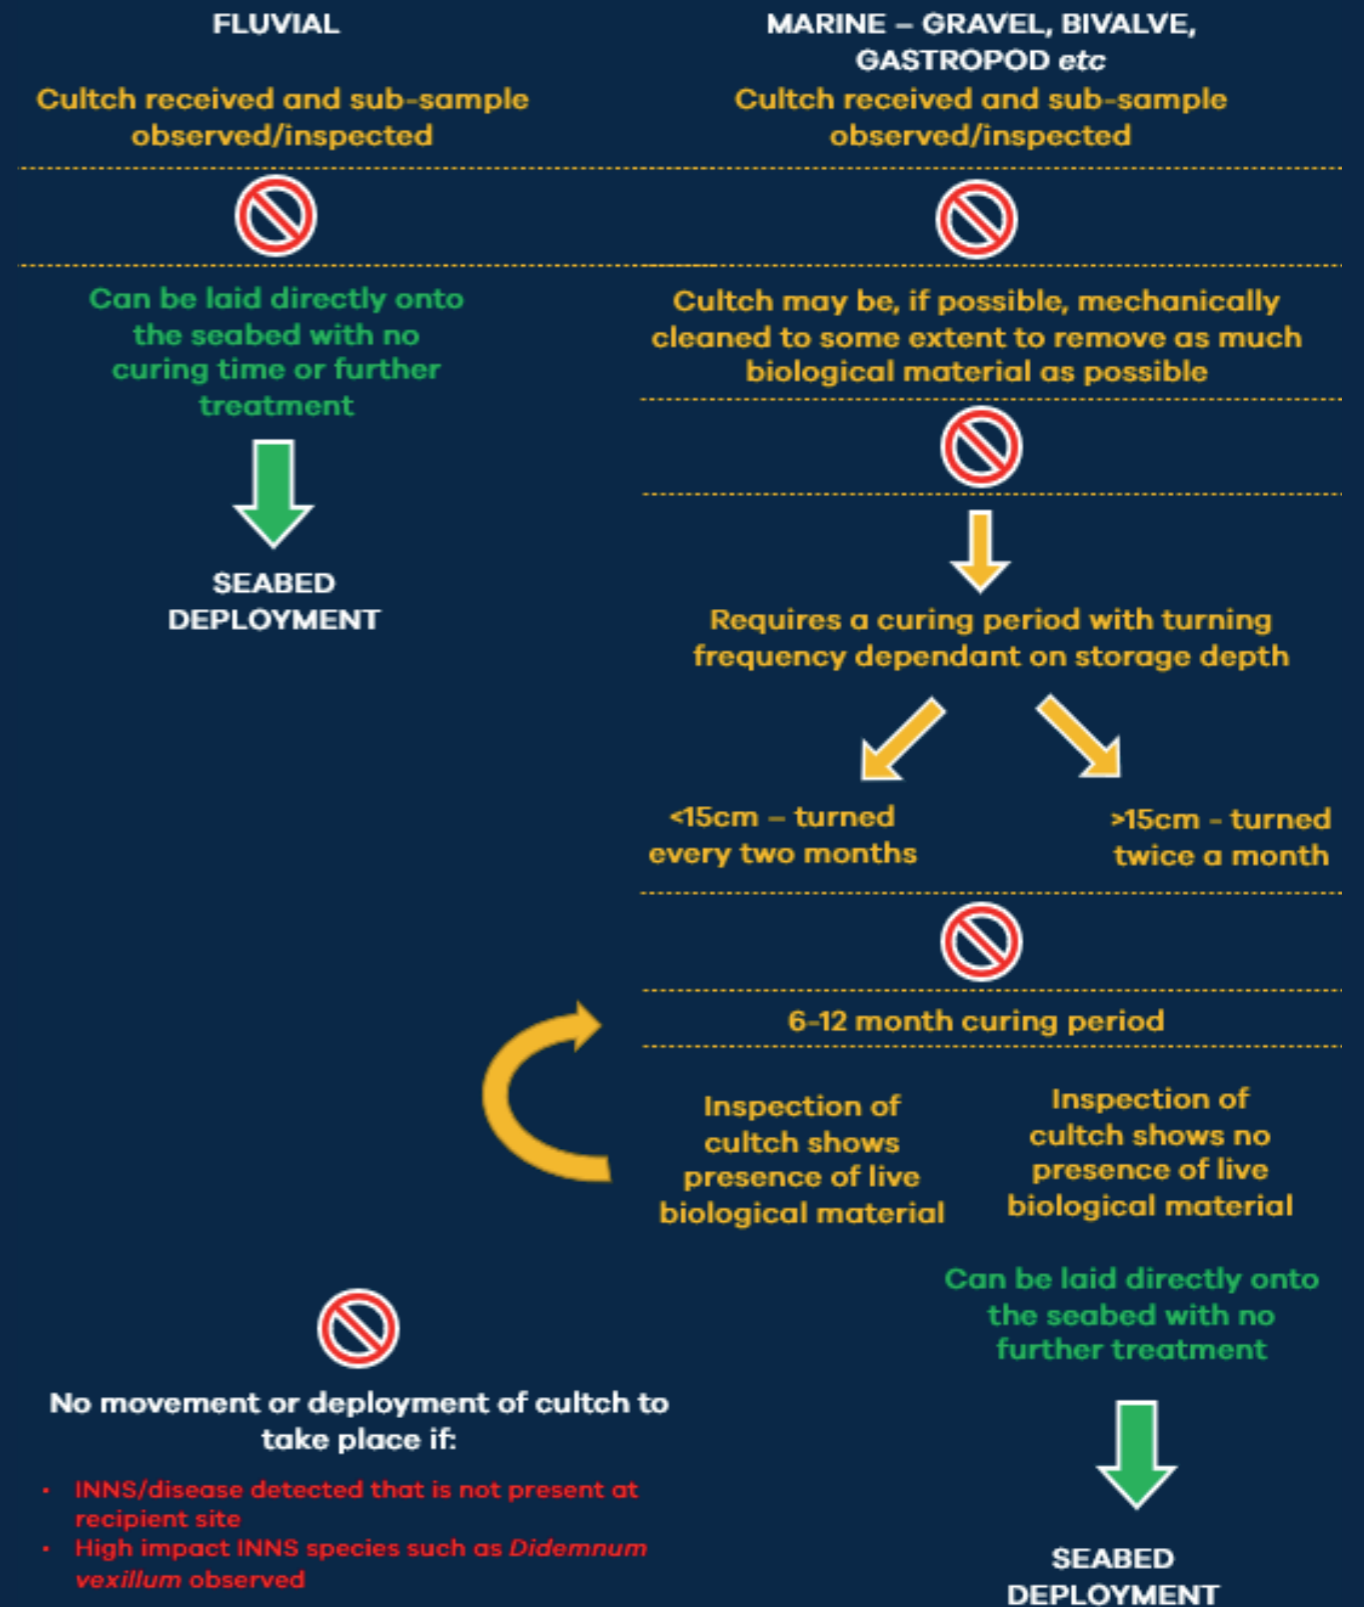 FLUVIAL
Cultch received and sub-sample
observed/inspected
Can be laid directly onto
the seabed with no
curing time or further
treatment
SEABED
DEPLOYMENT
MARINE – GRAVEL, BIVALVE,
GASTROPOD etc
Cultch received and sub-sample
observed/inspected
Cultch may be, if possible, mechanically
cleaned to some extent to remove as much
biological material as possible
Requires a curing period with turning
frequency dependant on storage depth
<15cm – turned
every two months
>15cm - turned
twice a month
6-12 month curing period
Inspection of
cultch shows
presence of live
biological material
Inspection of
cultch shows no
presence of live
biological material
Can be laid directly onto
the seabed with no
further treatment
SEABED
DEPLOYMENT
No movement or deployment of cultch to
take place if:
• INNS/disease detected that is not present at
recipient site
• High impact INNS species such as Didemnum
vexillum observed